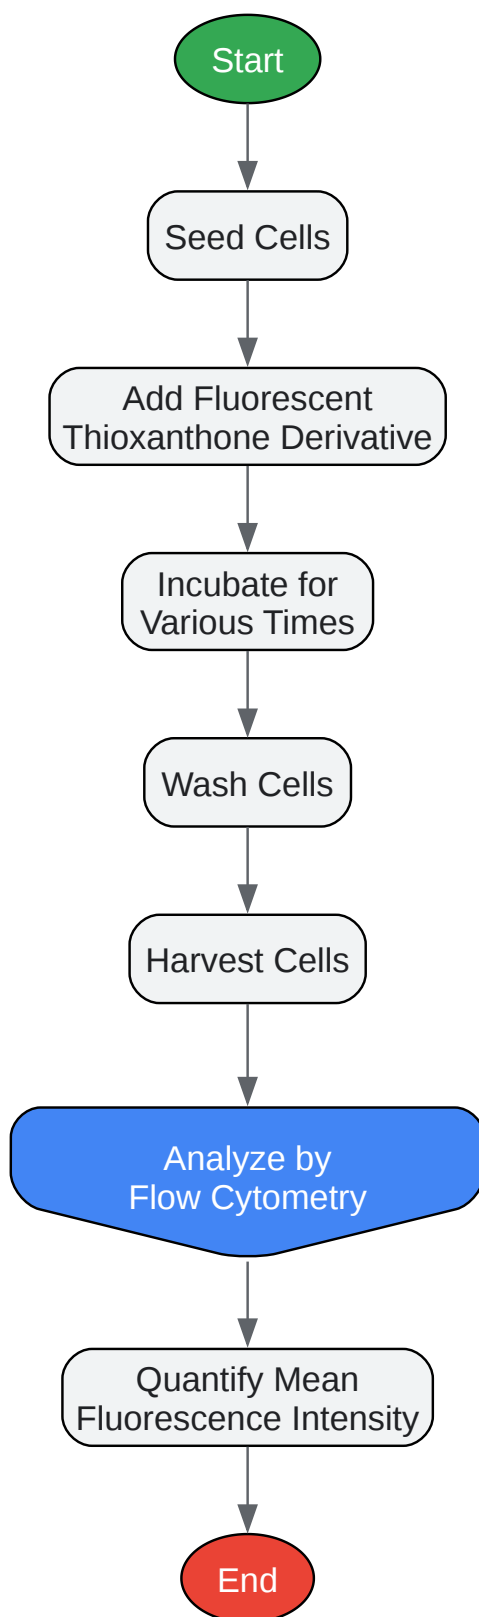 Start
Seed Cells
Add Fluorescent
Thioxanthone Derivative
Incubate for
Various Times
Wash Cells
Harvest Cells
Analyze by
Flow Cytometry
Quantify Mean
Fluorescence Intensity
End